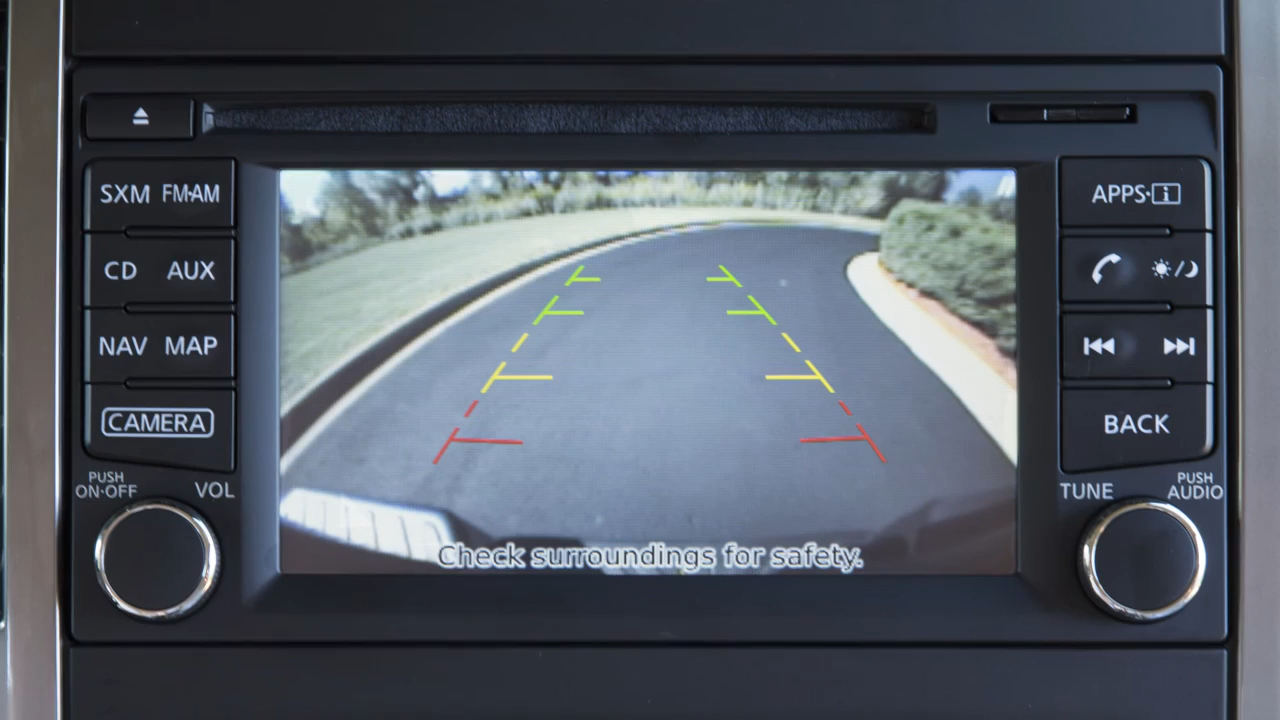 SXM FM·AM
CD AUX
NAV MAP
CAMERA
PUSH
ON·OFF VOL
Check surroundings for safety.
APPS·i
BACK
TUNE PUSH
AUDIO